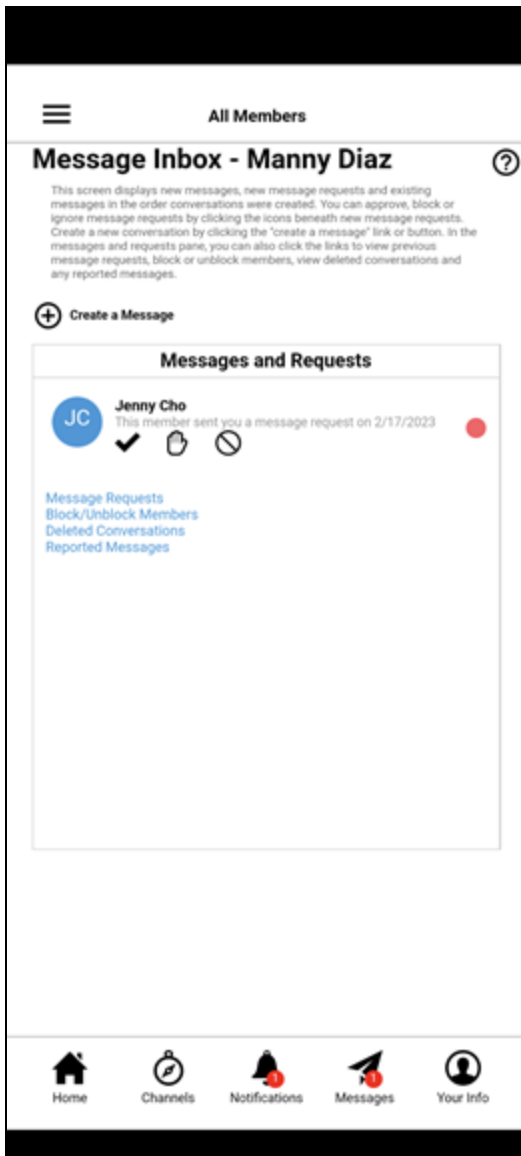 All Members
Message Inbox - Manny Diaz
?
This screen displays new messages, new message requests and existing
messages in the order conversations were created. You can approve, block or
ignore message requests by clicking the icons beneath new message requests.
Create a new conversation by clicking the "create a message" link or button. In the
messages and requests pane, you can also click the links to view previous
message requests, block or unblock members, view deleted conversations and
any reported messages.
Create a Message
Messages and Requests
JC
Jenny Cho
This member sent you a message request on 2/17/2023
Message Requests
Block/Unblock Members
Deleted Conversations
Reported Messages
1 1
Home Channels Notifications Messages Your Info